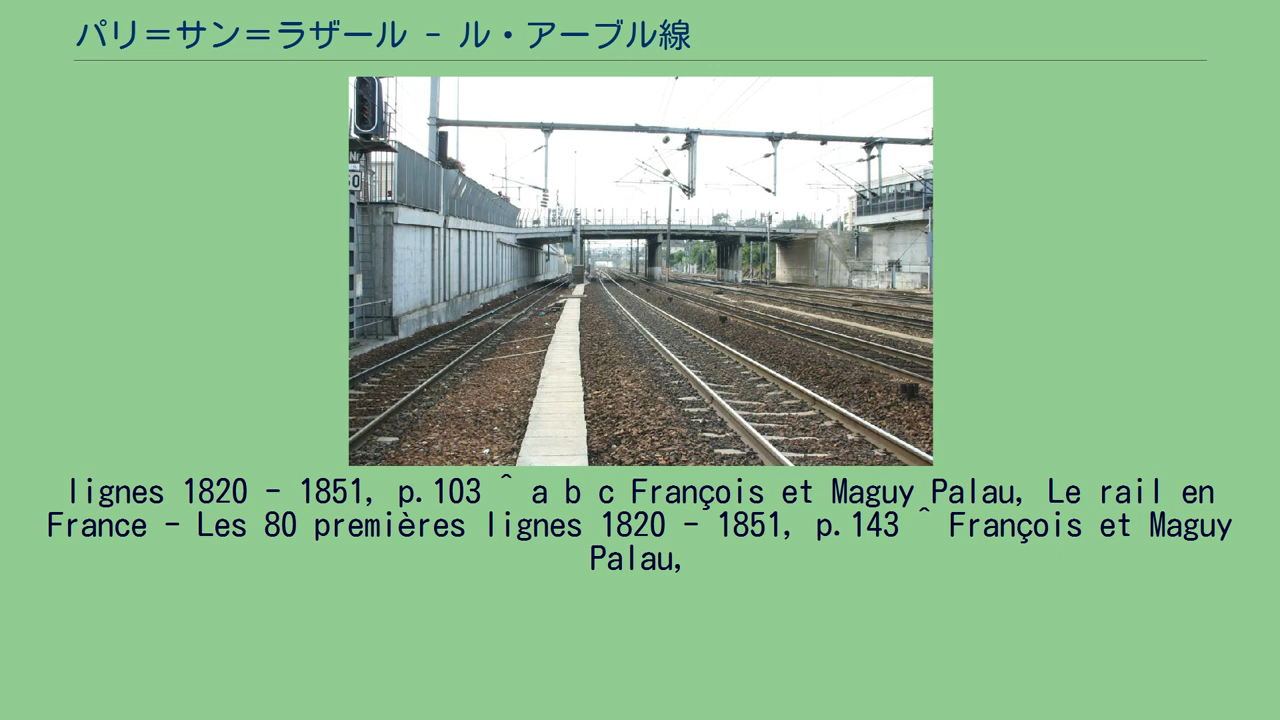 パリ＝サン＝ラザール - ル・アーブル線
lignes 1820 - 1851, p.103 ^ a b c François et Maguy Palau, Le rail en
France - Les 80 premières lignes 1820 - 1851, p.143 ^ François et Maguy
Palau,